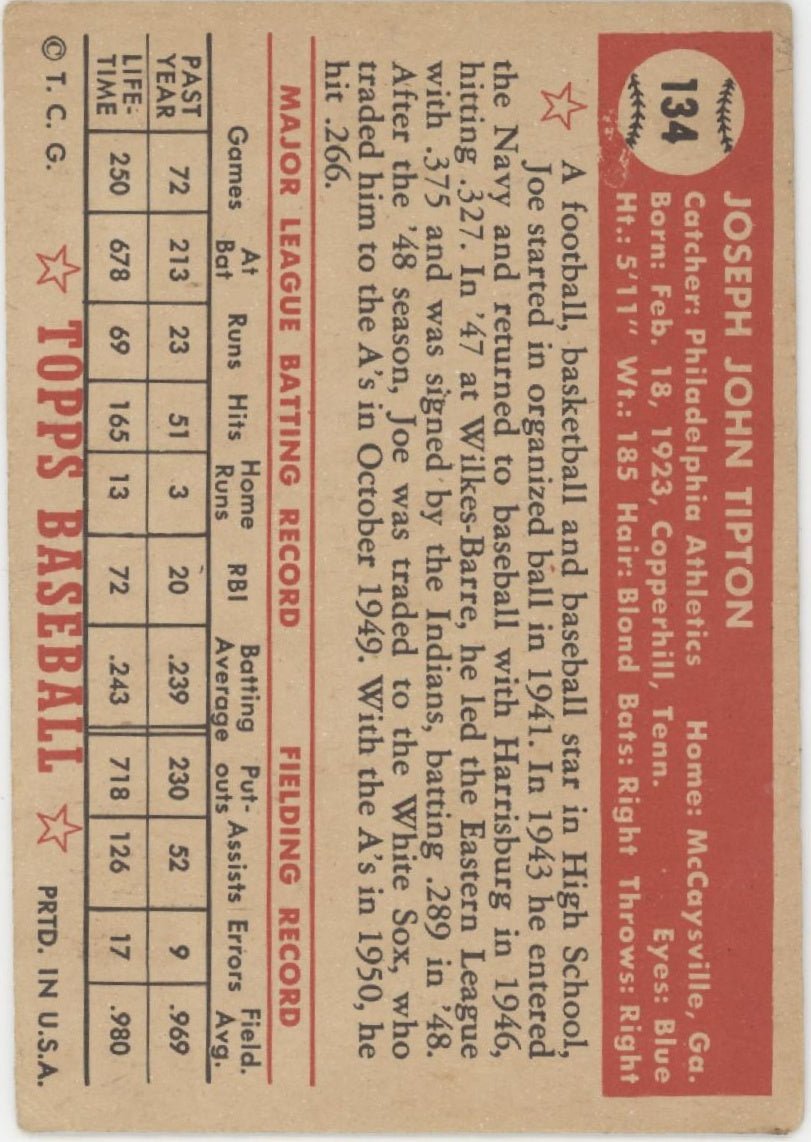 134
JOSEPH JOHN TIPTON
Catcher: Philadelphia Athletics Home: McCaysville, Ga.
Born: Feb. 18, 1923, Copperhill, Tenn. Eyes: Blue
Ht.: 5'11" Wt.: 185 Hair: Blond Bats: Right Throws: Right
A football, basketball and baseball star in High School,
Joe started in organized ball in 1941. In 1943 he entered
the Navy and returned to baseball with Harrisburg in 1946,
hitting .327. In '47 at Wilkes-Barre, he led the Eastern League
with .375 and was signed by the Indians, batting .289 in '48.
After the '48 season, Joe was traded to the White Sox, who
traded him to the A's in October 1949. With the A's in 1950, he
hit .266.
MAJOR LEAGUE BATTING RECORD FIELDING RECORD
Games At Bat Runs Hits Home Runs RBI Batting Average Put-outs Assists Errors Field. Avg.
PAST YEAR 72 213 23 51 3 20 .239 230 52 9 .969
LIFE-TIME 250 678 69 165 13 72 .243 718 126 17 .980
© T. C. G. TOPPS BASEBALL PRTD. IN U.S.A.